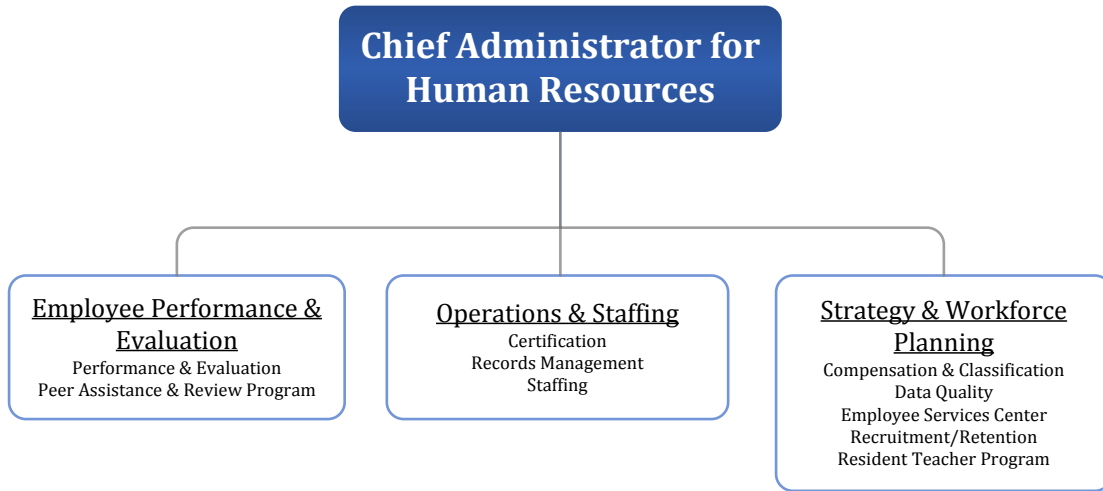 Chief Administrator for
Human Resources
Employee Performance &
Evaluation
Performance & Evaluation
Peer Assistance & Review Program
Operations & Staffing
Certification
Records Management
Staffing
Strategy & Workforce
Planning
Compensation & Classification
Data Quality
Employee Services Center
Recruitment/Retention
Resident Teacher Program